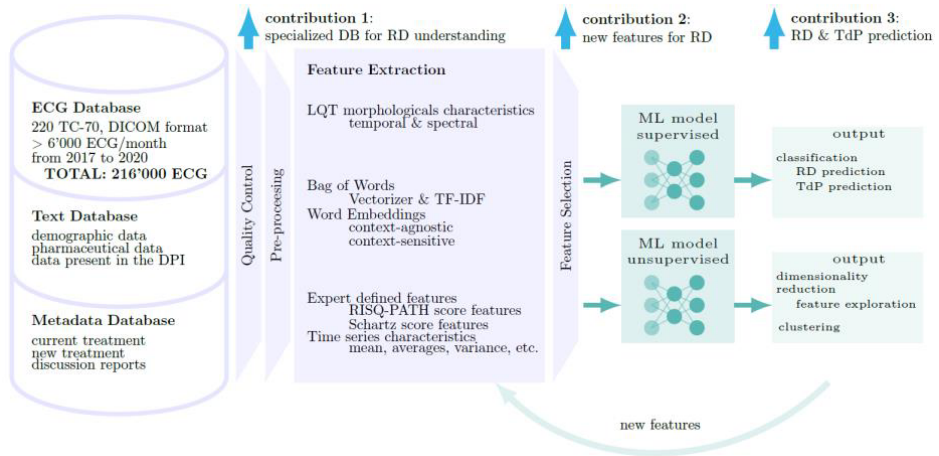 contribution 1:
specialized DB for RD understanding
contribution 2:
new features for RD
contribution 3:
RD & TdP prediction
ECG Database
220 TC-70, DICOM format
> 6'000 ECG/month
from 2017 to 2020
TOTAL: 216'000 ECG
Text Database
demographic data
pharmaceutical data
data present in the DPI
Metadata Database
current treatment
new treatment
discussion reports
Quality Control
Pre-proccesing
Feature Extraction
LQT morphologicals characteristics
temporal & spectral
Bag of Words
Vectorizer & TF-IDF
Word Embeddings
context-agnostic
context-sensitive
Expert defined features
RISQ-PATH score features
Schartz score features
Time series characteristics
mean, averages, variance, etc.
Feature Selection
ML model
supervised
ML model
unsupervised
output
classification
RD prediction
TdP prediction
output
dimensionality
reduction
feature exploration
clustering
new features